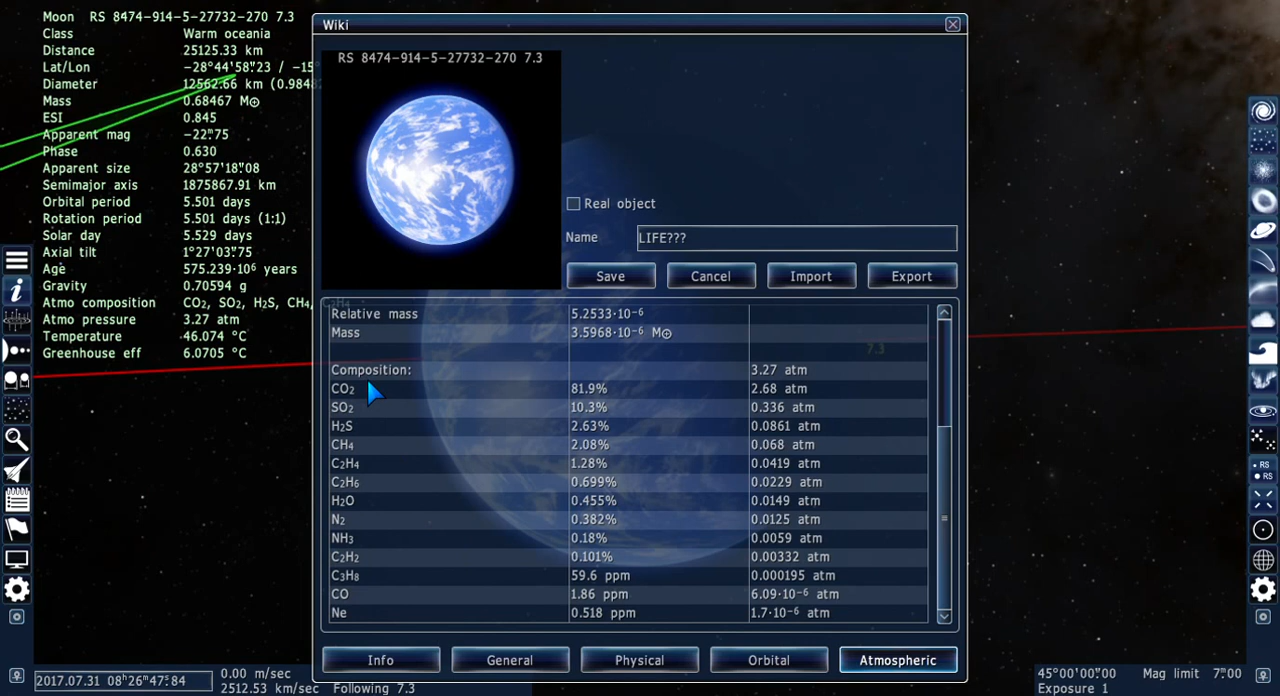 Moon RS 8474-914-5-27732-270 7.3
Class Warm oceania
Distance 25125.33 km
Lat/Lon -28°44'58"23 / -15°
Diameter 12562.66 km (0.9848
Mass 0.68467 M⊕
ESI 0.845
Apparent mag -22.75
Phase 0.630
Apparent size 28°57'18"08
Semimajor axis 1875867.91 km
Orbital period 5.501 days
Rotation period 5.501 days (1:1)
Solar day 5.529 days
Axial tilt 1°27'03"75
Age 575.239·10⁶ years
Gravity 0.70594 g
Atmo composition CO₂, SO₂, H₂S, CH₄, C₂H₄
Atmo pressure 3.27 atm
Temperature 46.074 °C
Greenhouse eff 6.0705 °C
Wiki
RS 8474-914-5-27732-270 7.3
Real object
Name LIFE???
Save Cancel Import Export
Relative mass 5.2533·10⁻⁶
Mass 3.5968·10⁻⁶ M⊕
7.3
Composition: 3.27 atm
CO₂ 81.9% 2.68 atm
SO₂ 10.3% 0.336 atm
H₂S 2.63% 0.0861 atm
CH₄ 2.08% 0.068 atm
C₂H₄ 1.28% 0.0419 atm
C₂H₆ 0.699% 0.0229 atm
H₂O 0.455% 0.0149 atm
N₂ 0.382% 0.0125 atm
NH₃ 0.18% 0.0059 atm
C₂H₂ 0.101% 0.00332 atm
C₃H₈ 59.6 ppm 0.000195 atm
CO 1.86 ppm 6.09·10⁻⁶ atm
Ne 0.518 ppm 1.7·10⁻⁶ atm
Info General Physical Orbital Atmospheric
RS
RS
2017.07.31 08ʰ26ᵐ47ˢ84
0.00 m/sec
2512.53 km/sec Following 7.3
45°00'00"00 Mag limit 7ᵐ00
Exposure 1